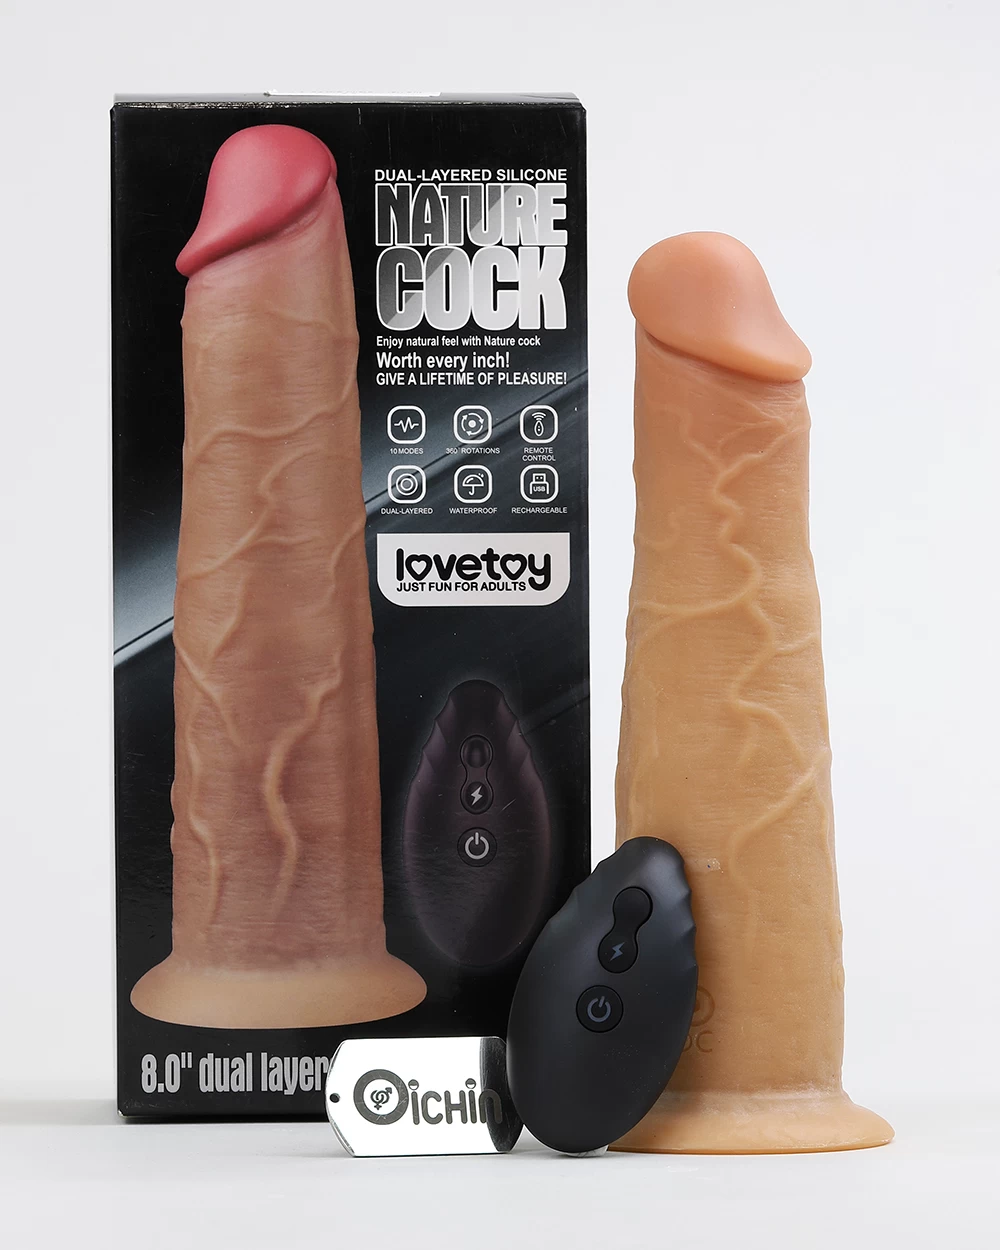 DUAL-LAYERED SILICONE
NATURE
COCK
Enjoy natural feel with Nature cock
Worth every inch!
GIVE A LIFETIME OF PLEASURE!
10 MODES
360° ROTATIONS
REMOTE
CONTROL
DUAL-LAYERED
WATERPROOF
USB
RECHARGEABLE
lovetoy
JUST FUN FOR ADULTS
8.0" dual layer
OiCHiN